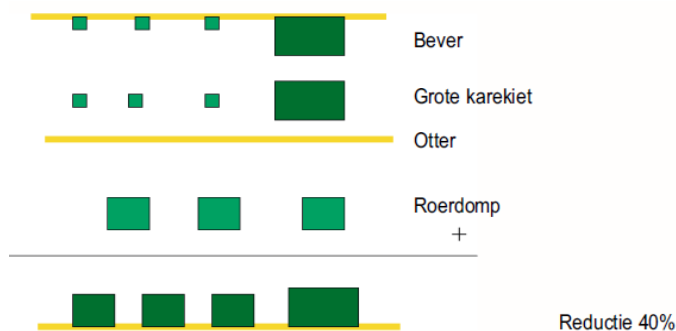 Bever
Grote karekiet
Otter
Roerdomp
+
Reductie 40%